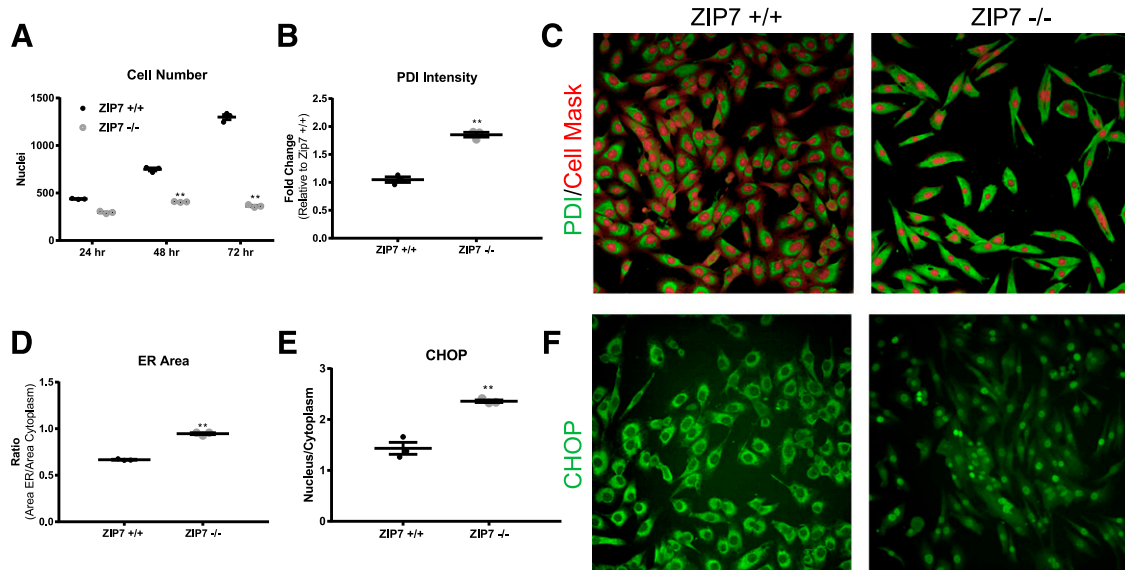 A
Cell Number
ZIP7 +/+
ZIP7 -/-
Nuclei
1500
1000
500
0
**
**
24 hr
48 hr
72 hr
B
PDI Intensity
Fold Change
(Relative to Zip7 +/+)
2.5
2.0
1.5
1.0
0.5
0.0
**
ZIP7 +/+
ZIP7 -/-
C
ZIP7 +/+
ZIP7 -/-
PDI/Cell Mask
D
ER Area
Ratio
(Area ER/Area Cytoplasm)
1.5
1.0
0.5
0.0
**
ZIP7 +/+
ZIP7 -/-
E
CHOP
Nucleus/Cytoplasm
3
2
1
0
**
ZIP7 +/+
ZIP7 -/-
F
CHOP